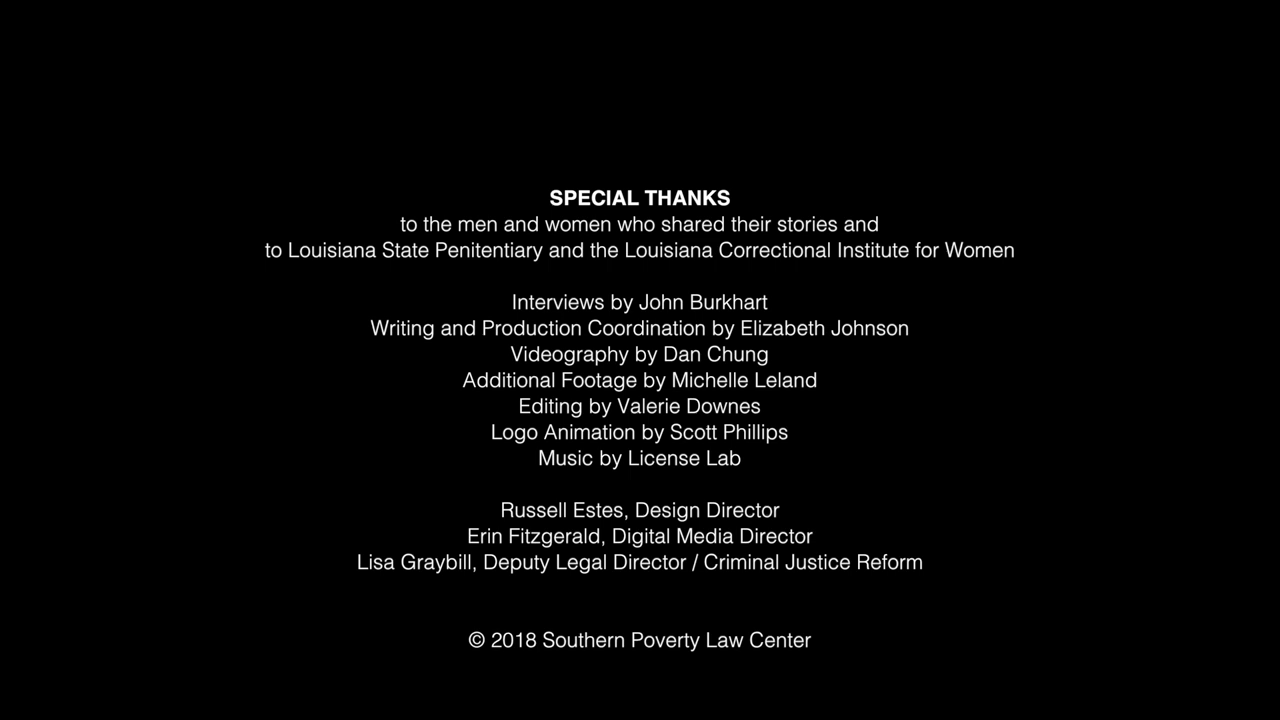 SPECIAL THANKS
to the men and women who shared their stories and
to Louisiana State Penitentiary and the Louisiana Correctional Institute for Women
Interviews by John Burkhart
Writing and Production Coordination by Elizabeth Johnson
Videography by Dan Chung
Additional Footage by Michelle Leland
Editing by Valerie Downes
Logo Animation by Scott Phillips
Music by License Lab
Russell Estes, Design Director
Erin Fitzgerald, Digital Media Director
Lisa Graybill, Deputy Legal Director / Criminal Justice Reform
© 2018 Southern Poverty Law Center